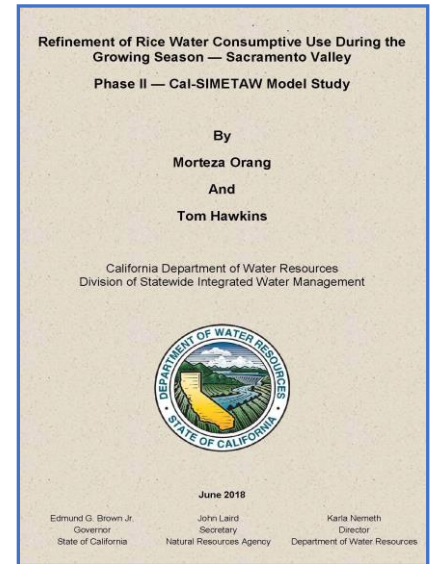 Refinement of Rice Water Consumptive Use During the
Growing Season — Sacramento Valley
Phase II — Cal-SIMETAW Model Study
By
Morteza Orang
And
Tom Hawkins
California Department of Water Resources
Division of Statewide Integrated Water Management
DEPARTMENT OF WATER RESOURCES
STATE OF CALIFORNIA
June 2018
Edmund G. Brown Jr.
Governor
State of California
John Laird
Secretary
Natural Resources Agency
Karla Nemeth
Director
Department of Water Resources